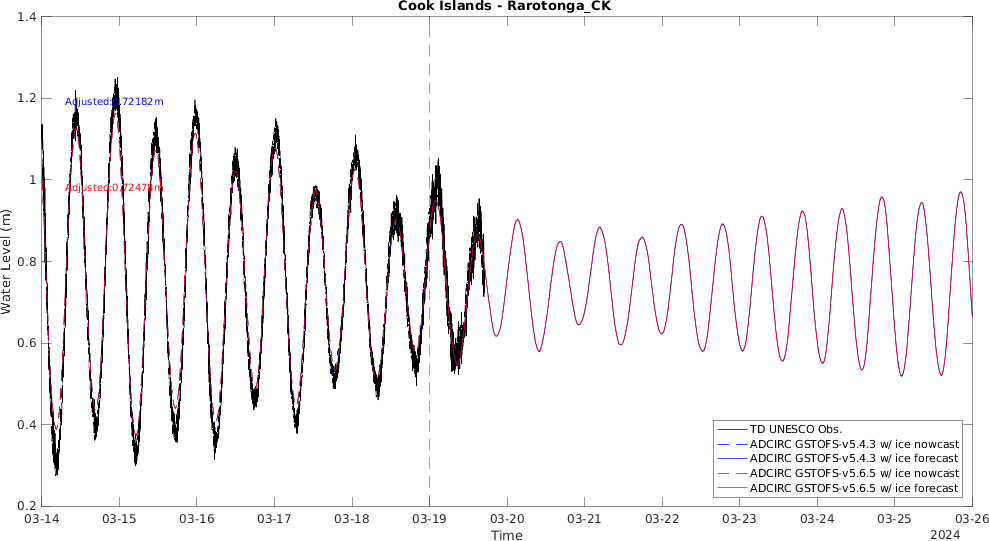 Cook Islands - Rarotonga_CK
1.4
1.2
1
0.8
0.6
0.4
0.2
Water Level (m)
Adjusted:0.72182m
Adjusted:0.72478m
TD UNESCO Obs.
ADCIRC GSTOFS-v5.4.3 w/ ice nowcast
ADCIRC GSTOFS-v5.4.3 w/ ice forecast
ADCIRC GSTOFS-v5.6.5 w/ ice nowcast
ADCIRC GSTOFS-v5.6.5 w/ ice forecast
03-14 03-15 03-16 03-17 03-18 03-19 03-20 03-21 03-22 03-23 03-24 03-25 03-26
Time
2024